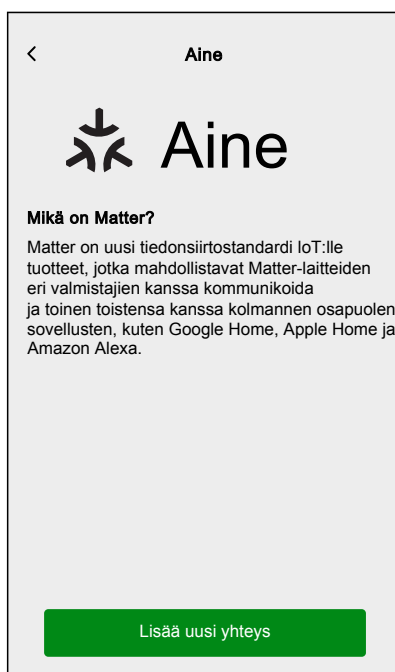 Aine
Aine
Mikä on Matter?
Matter on uusi tiedonsiirtostandardi IoT:lle
tuotteet, jotka mahdollistavat Matter-laitteiden
eri valmistajien kanssa kommunikoida
ja toinen toistensa kanssa kolmannen osapuolen
sovellusten, kuten Google Home, Apple Home ja
Amazon Alexa.
Lisää uusi yhteys